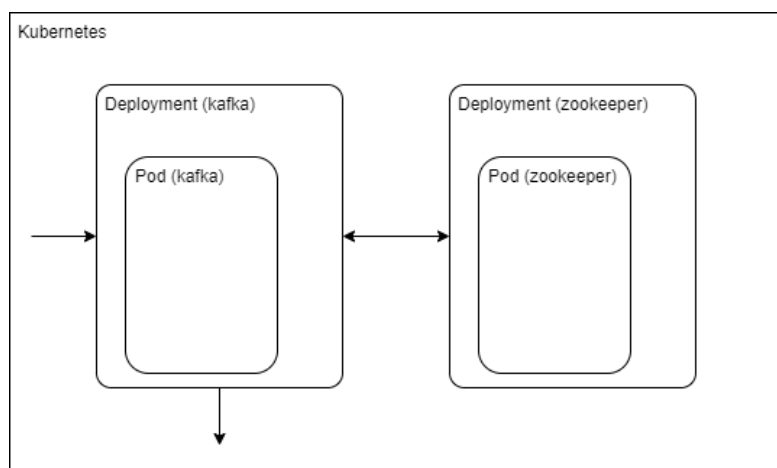 Kubernetes
Deployment (kafka)
Deployment (zookeeper)
Pod (kafka)
Pod (zookeeper)